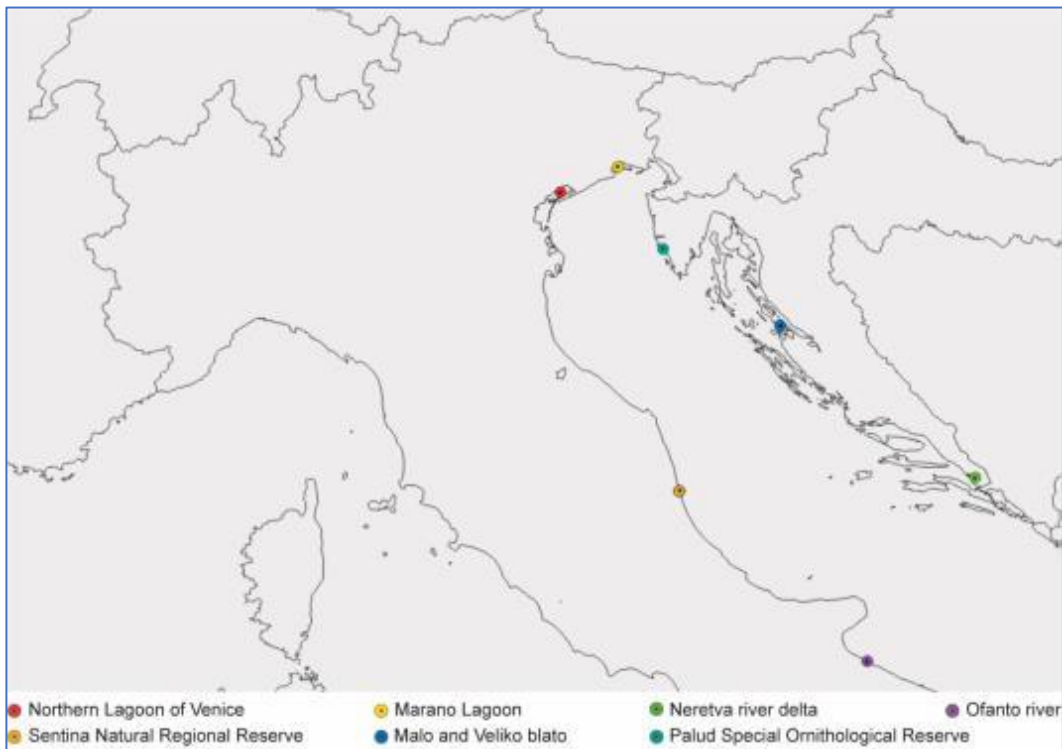 Northern Lagoon of Venice Marano Lagoon Neretva river delta Ofanto river
Sentina Natural Regional Reserve Malo and Veliko blato Palud Special Ornithological Reserve